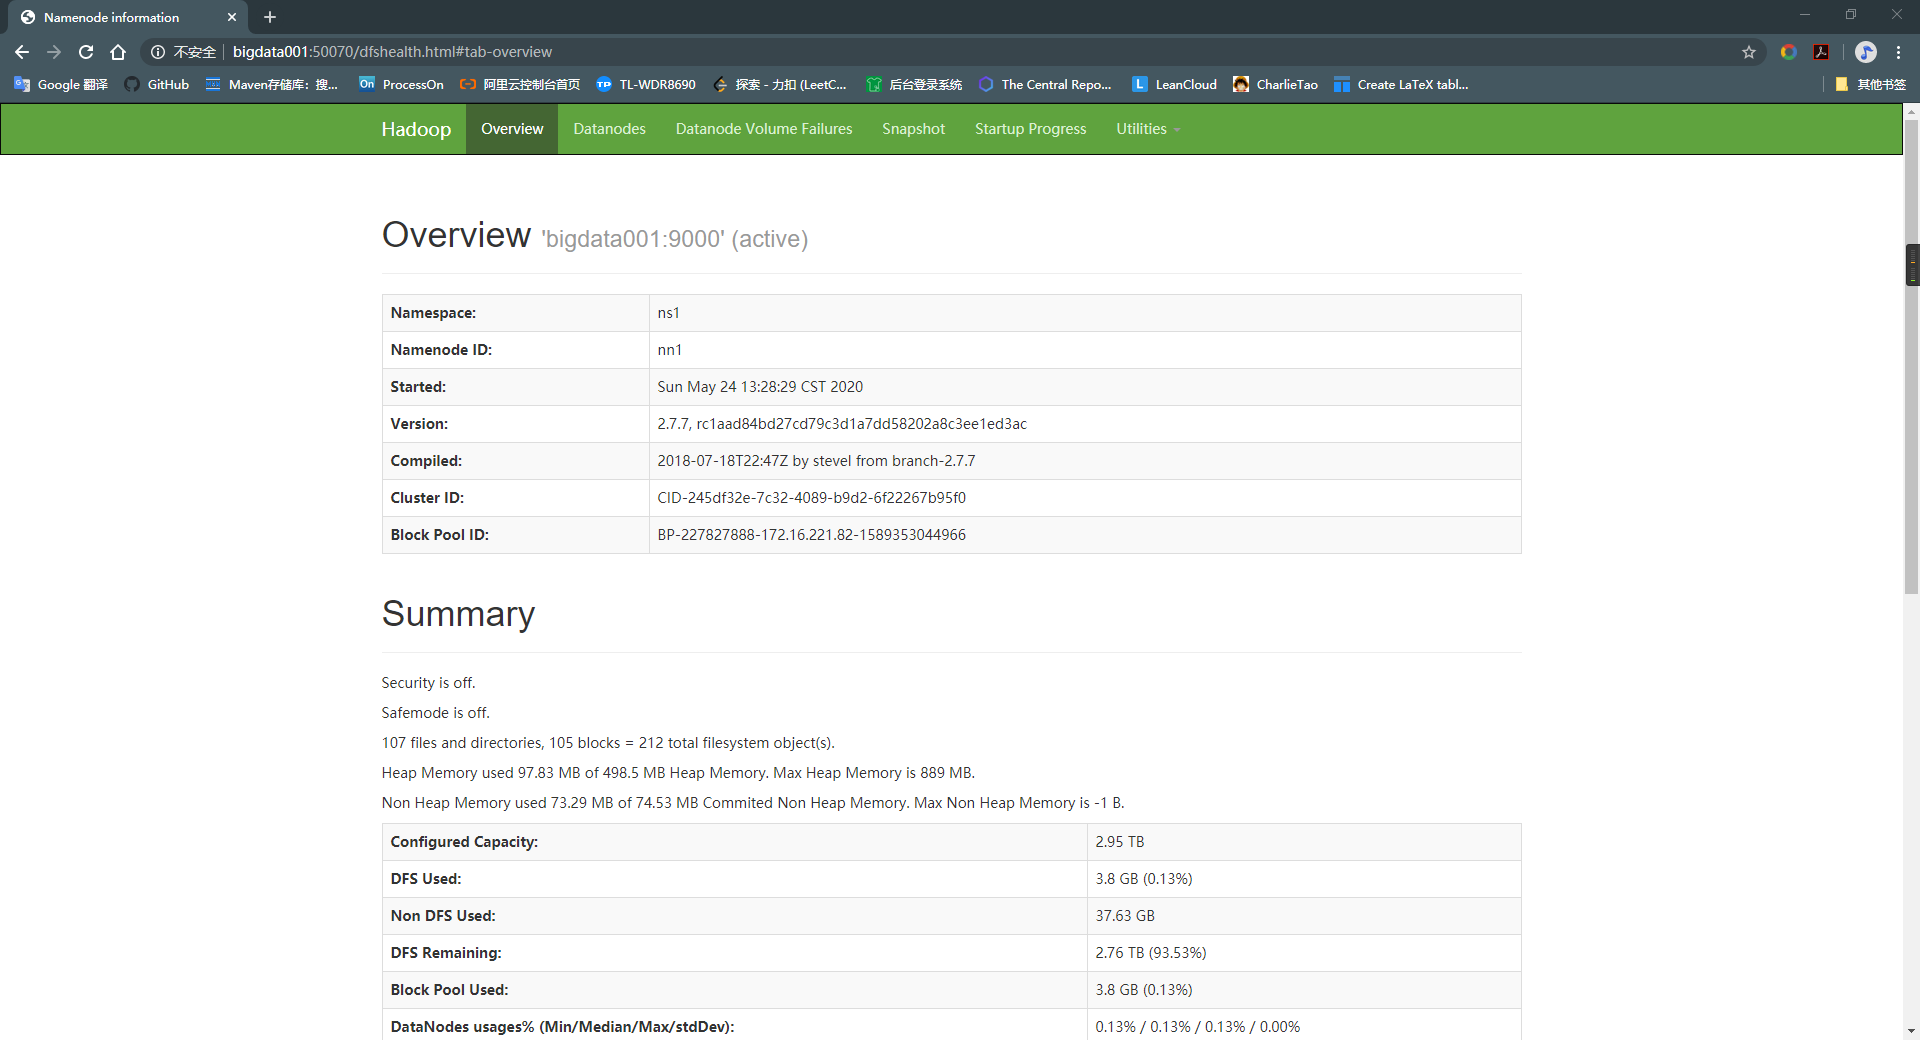 Namenode information
不安全 bigdata001:50070/dfshealth.html#tab-overview
Google 翻译 GitHub Maven存储库：搜... ProcessOn 阿里云控制台首页 TL-WDR8690 探索 - 力扣 (LeetC... 后台登录系统 The Central Repo... LeanCloud CharlieTao Create LaTeX tabl... 其他书签
Hadoop Overview Datanodes Datanode Volume Failures Snapshot Startup Progress Utilities
Overview 'bigdata001:9000' (active)
Namespace: ns1
Namenode ID: nn1
Started: Sun May 24 13:28:29 CST 2020
Version: 2.7.7, rc1aad84bd27cd79c3d1a7dd58202a8c3ee1ed3ac
Compiled: 2018-07-18T22:47Z by stevel from branch-2.7.7
Cluster ID: CID-245df32e-7c32-4089-b9d2-6f22267b95f0
Block Pool ID: BP-227827888-172.16.221.82-1589353044966
Summary
Security is off.
Safemode is off.
107 files and directories, 105 blocks = 212 total filesystem object(s).
Heap Memory used 97.83 MB of 498.5 MB Heap Memory. Max Heap Memory is 889 MB.
Non Heap Memory used 73.29 MB of 74.53 MB Commited Non Heap Memory. Max Non Heap Memory is -1 B.
Configured Capacity: 2.95 TB
DFS Used: 3.8 GB (0.13%)
Non DFS Used: 37.63 GB
DFS Remaining: 2.76 TB (93.53%)
Block Pool Used: 3.8 GB (0.13%)
DataNodes usages% (Min/Median/Max/stdDev): 0.13% / 0.13% / 0.13% / 0.00%